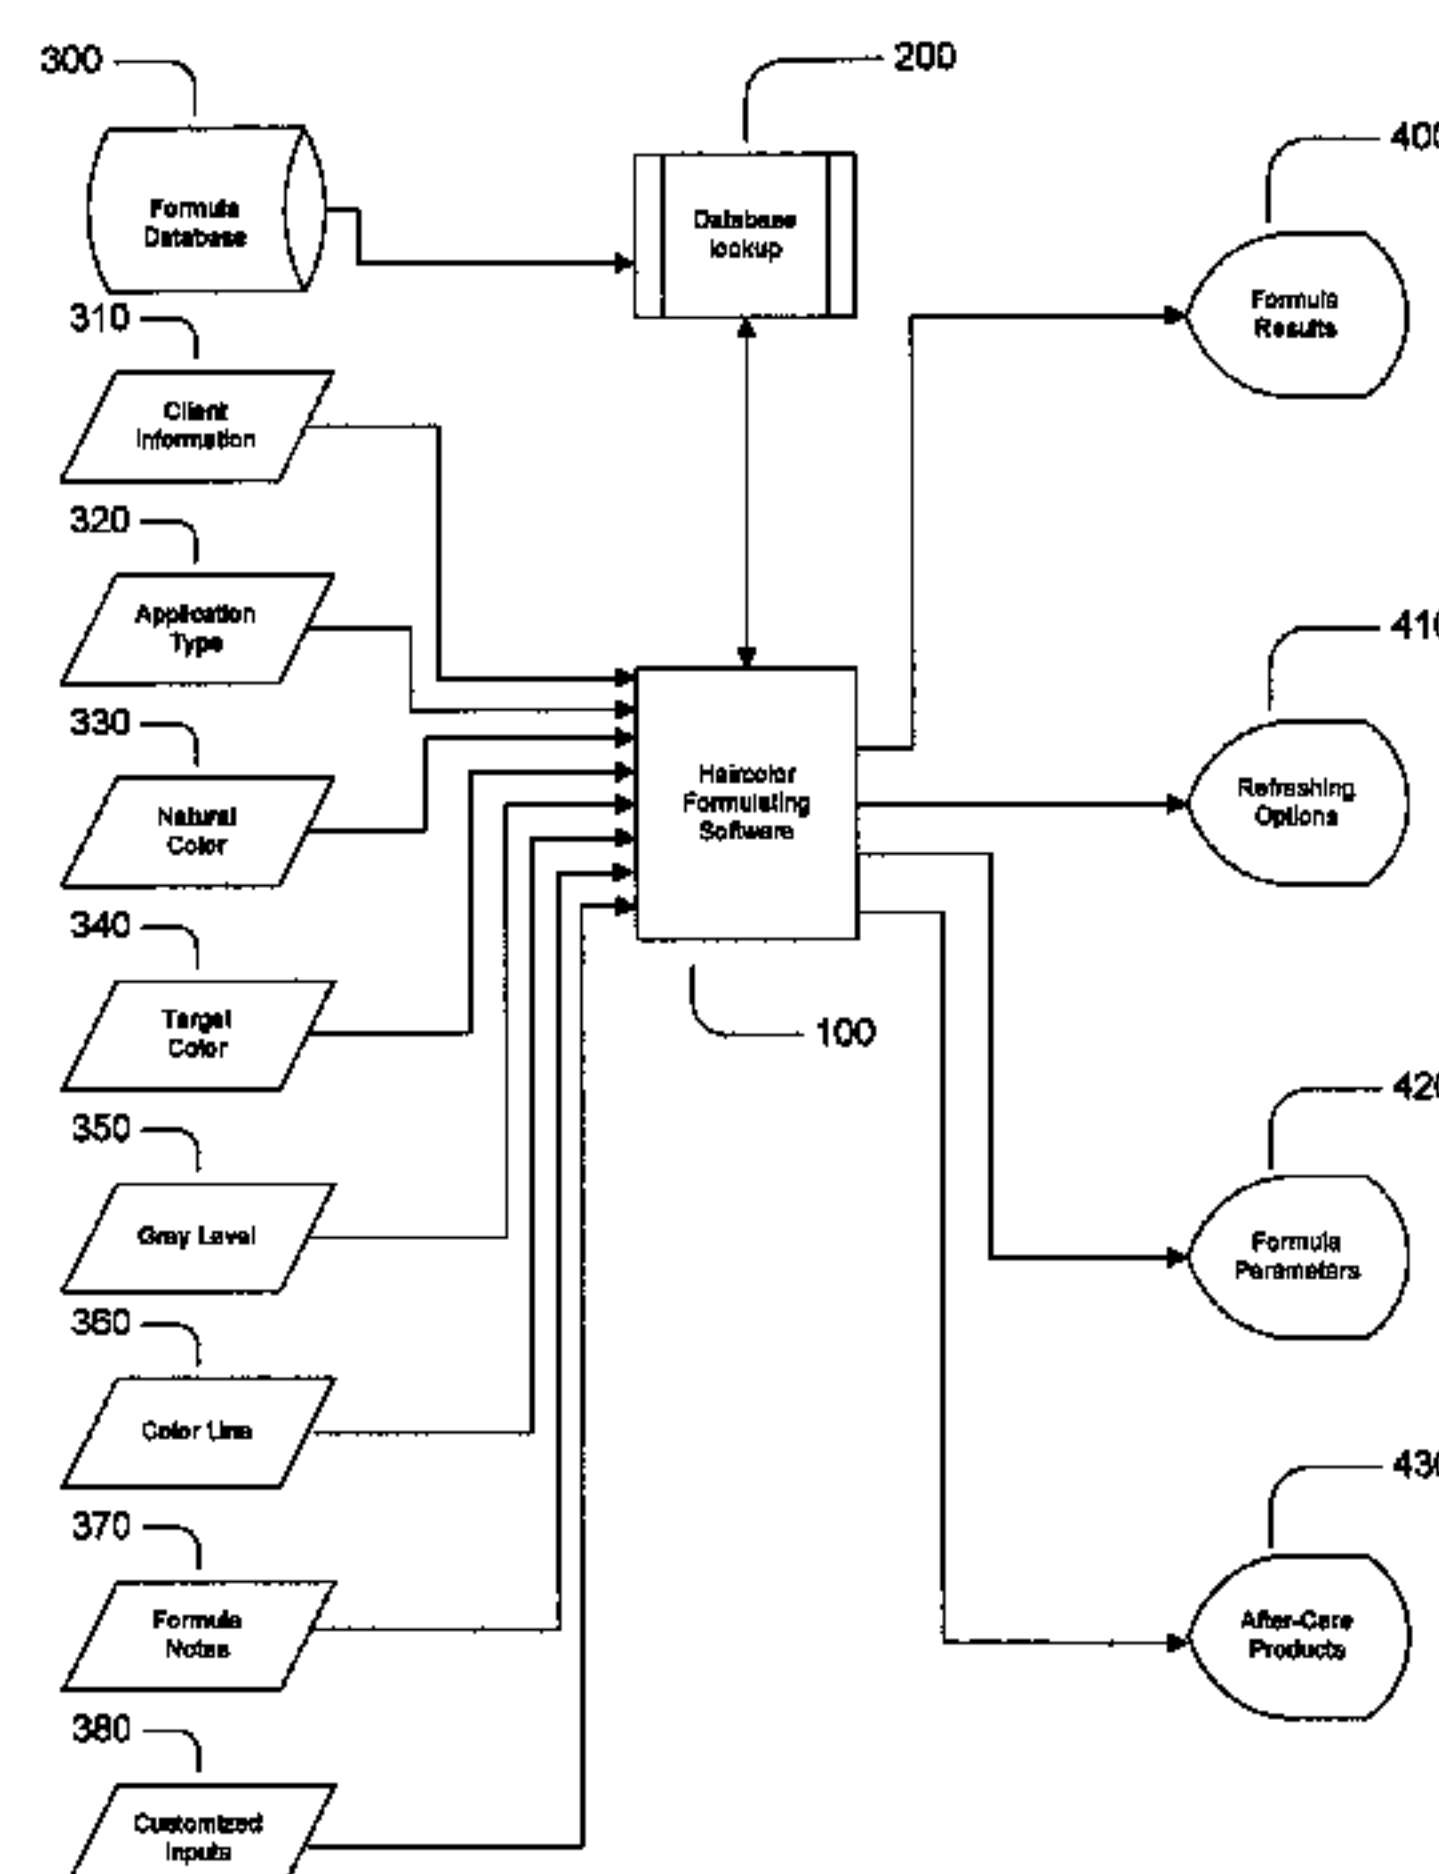 300
Formula
Database
200
Database
lookup
400
Formula
Results
310
Client
Information
320
Application
Type
330
Natural
Color
Haircolor
Formulating
Software
100
410
Refreshing
Options
340
Target
Color
350
Gray Level
420
Formula
Parameters
360
Color Line
370
Formula
Notes
430
After-Care
Products
380
Customized
Inputs